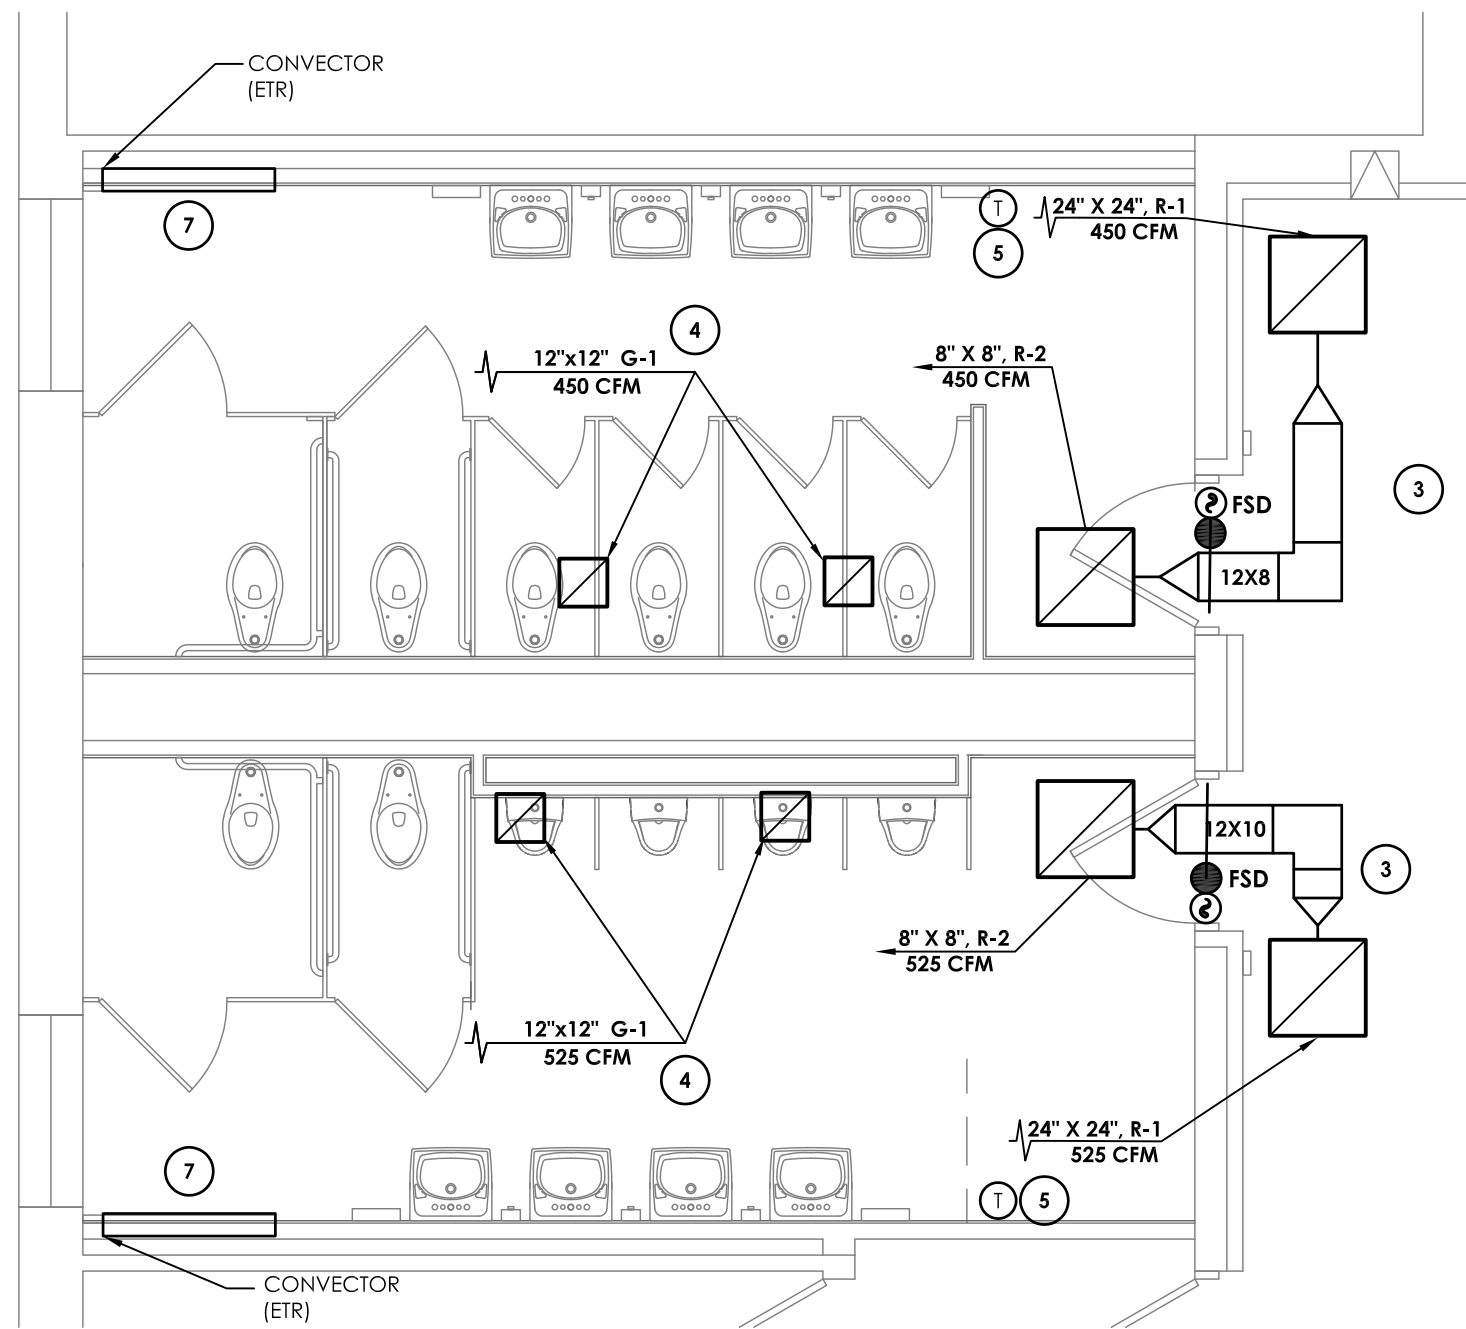 CONVECTOR
(ETR)
7
T
5
24" X 24", R-1
450 CFM
4
12"x12" G-1
450 CFM
8" X 8", R-2
450 CFM
3
FSD
12X8
12X10
FSD
3
8" X 8", R-2
525 CFM
12"x12" G-1
525 CFM
4
24" X 24", R-1
525 CFM
7
T
5
CONVECTOR
(ETR)